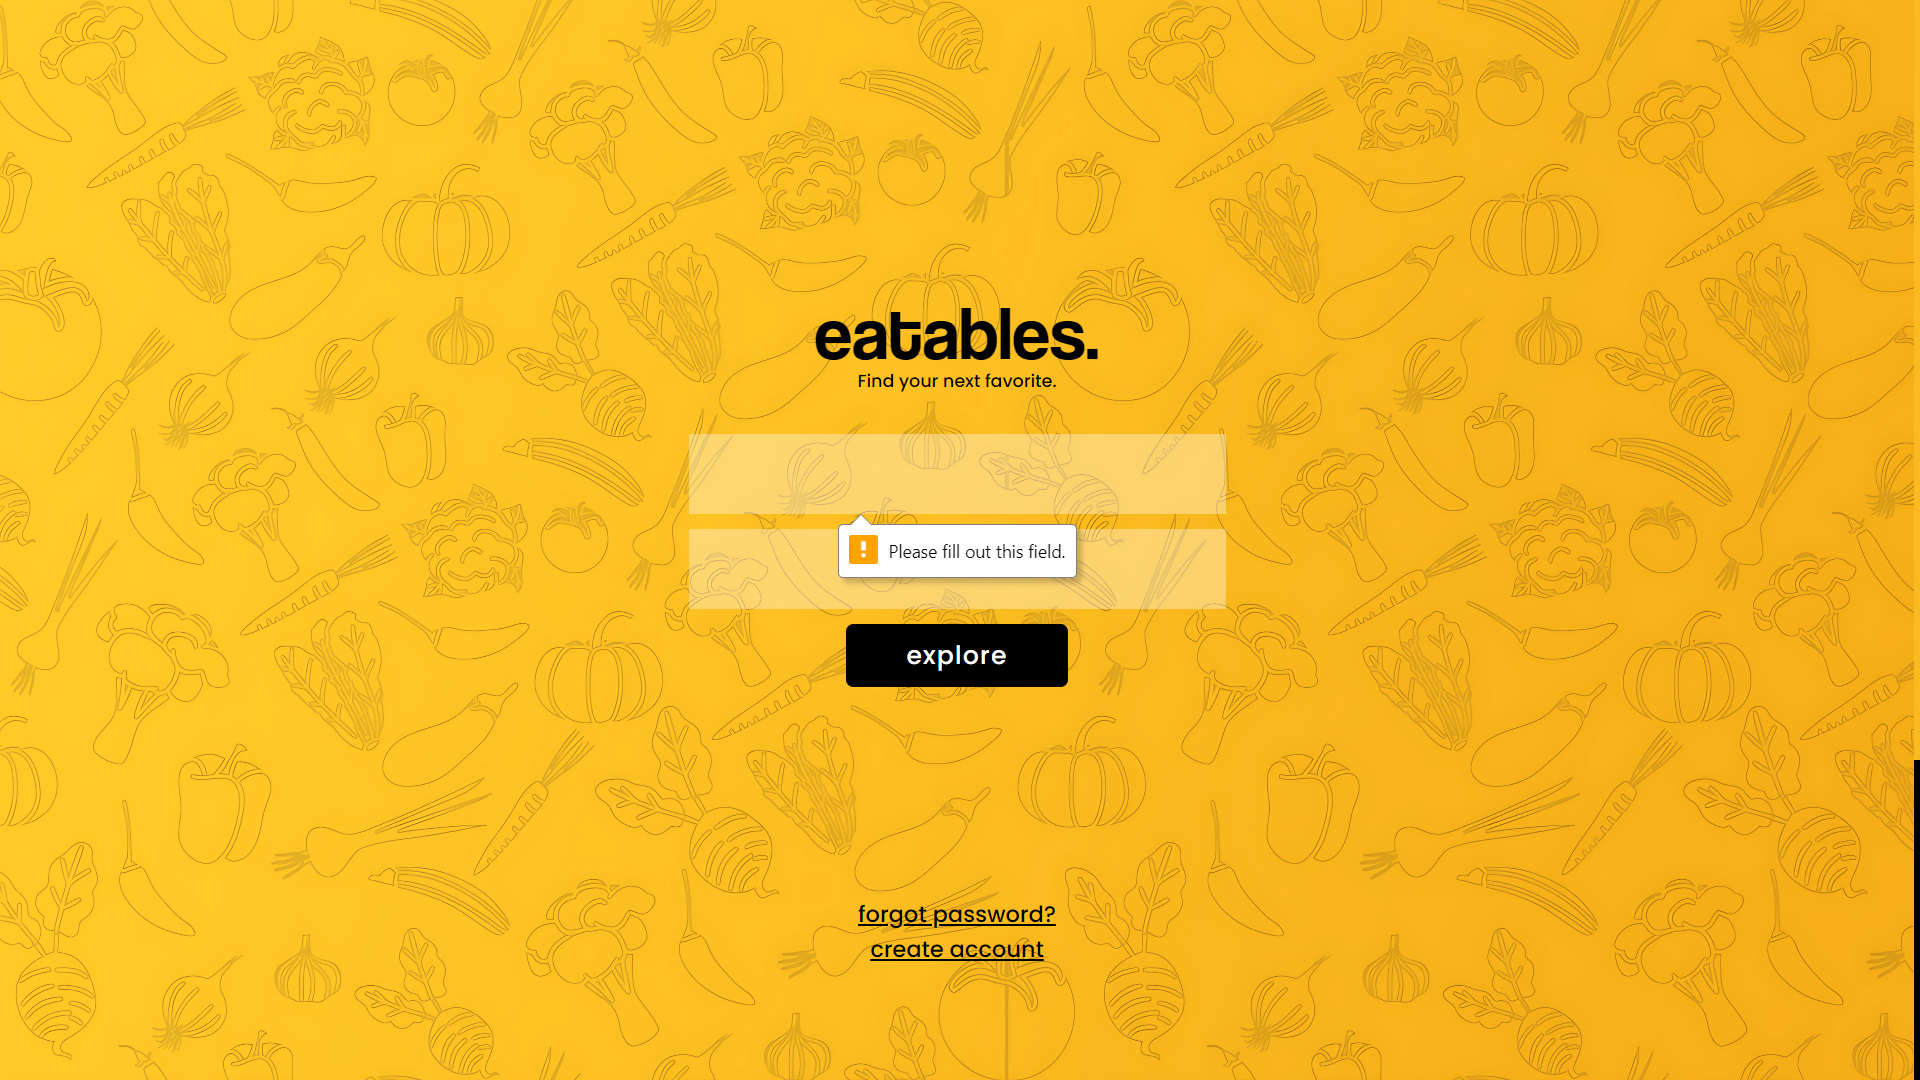 eatables.
Find your next favorite.
Please fill out this field.
explore
forgot password?
create account